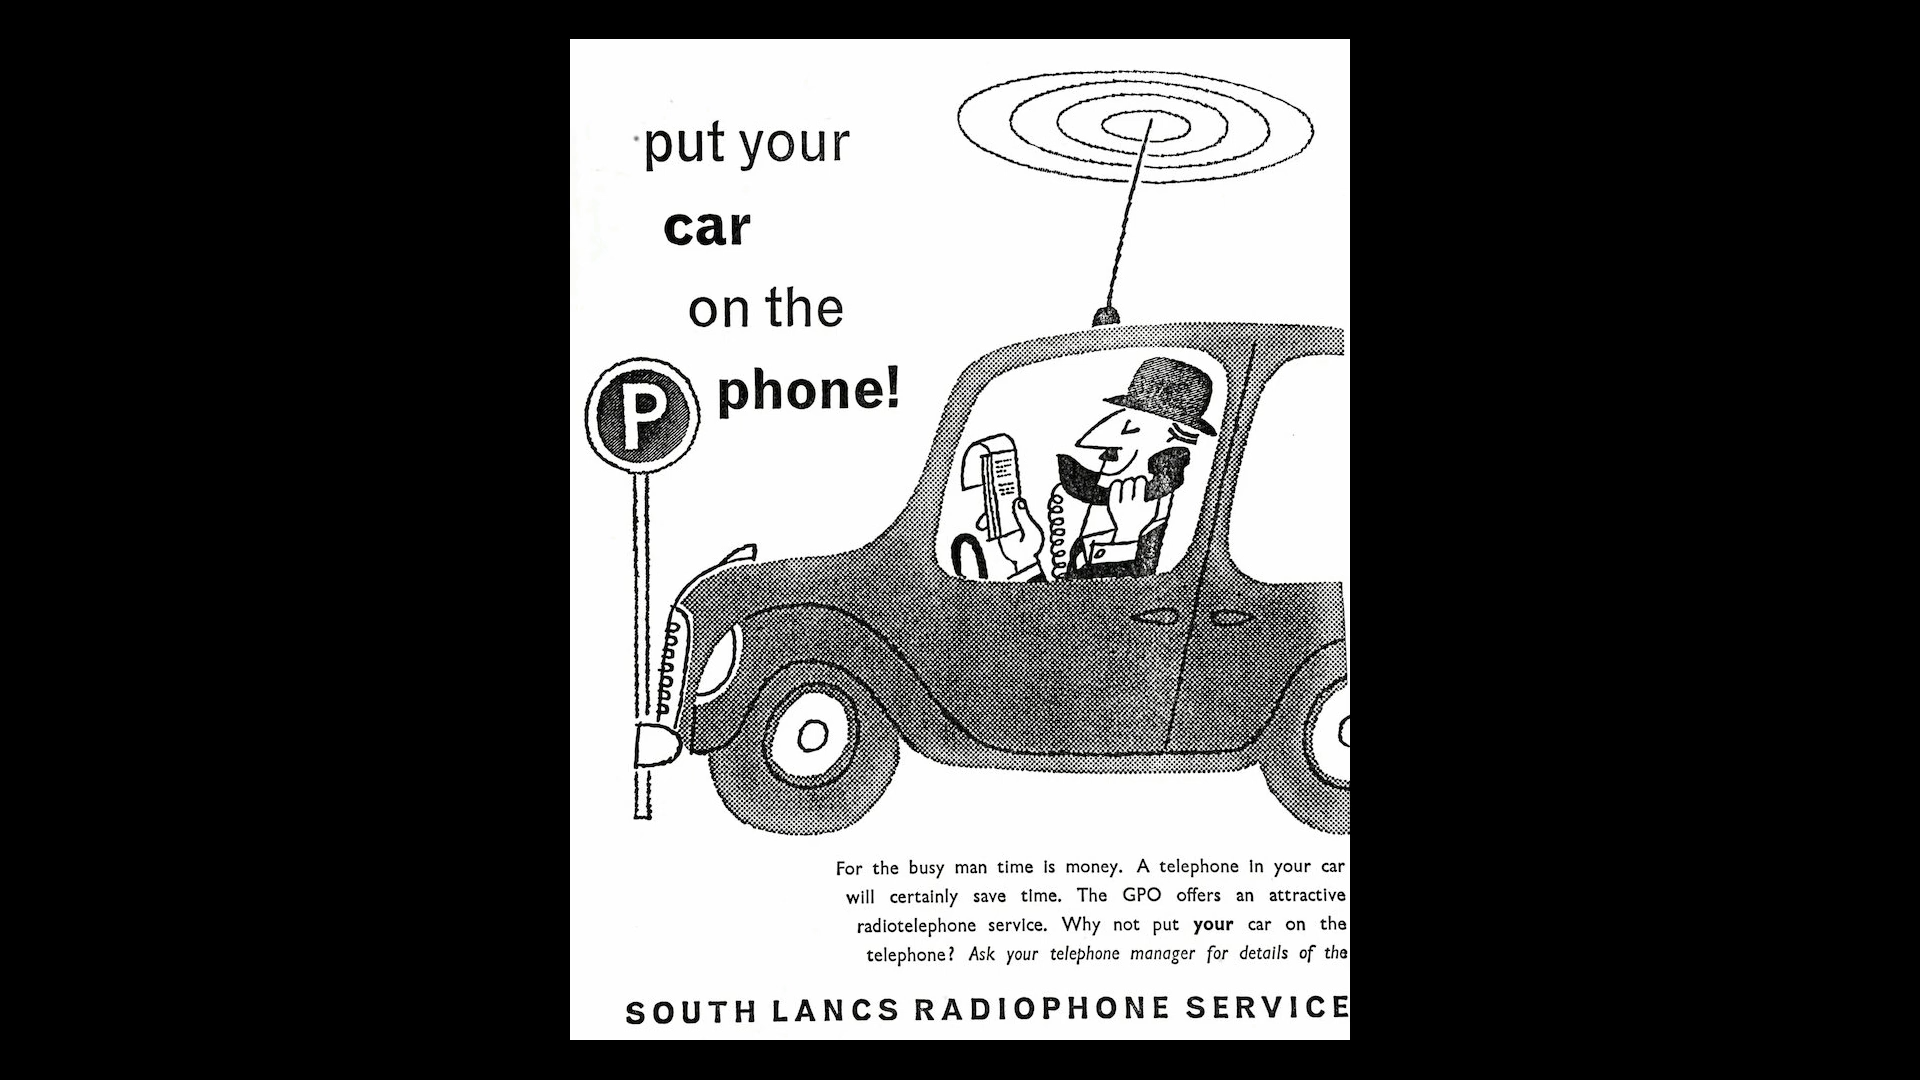 put your
car
on the
phone!
P
For the busy man time is money. A telephone in your car
will certainly save time. The GPO offers an attractive
radiotelephone service. Why not put your car on the
telephone? Ask your telephone manager for details of the
SOUTH LANCS RADIOPHONE SERVICE